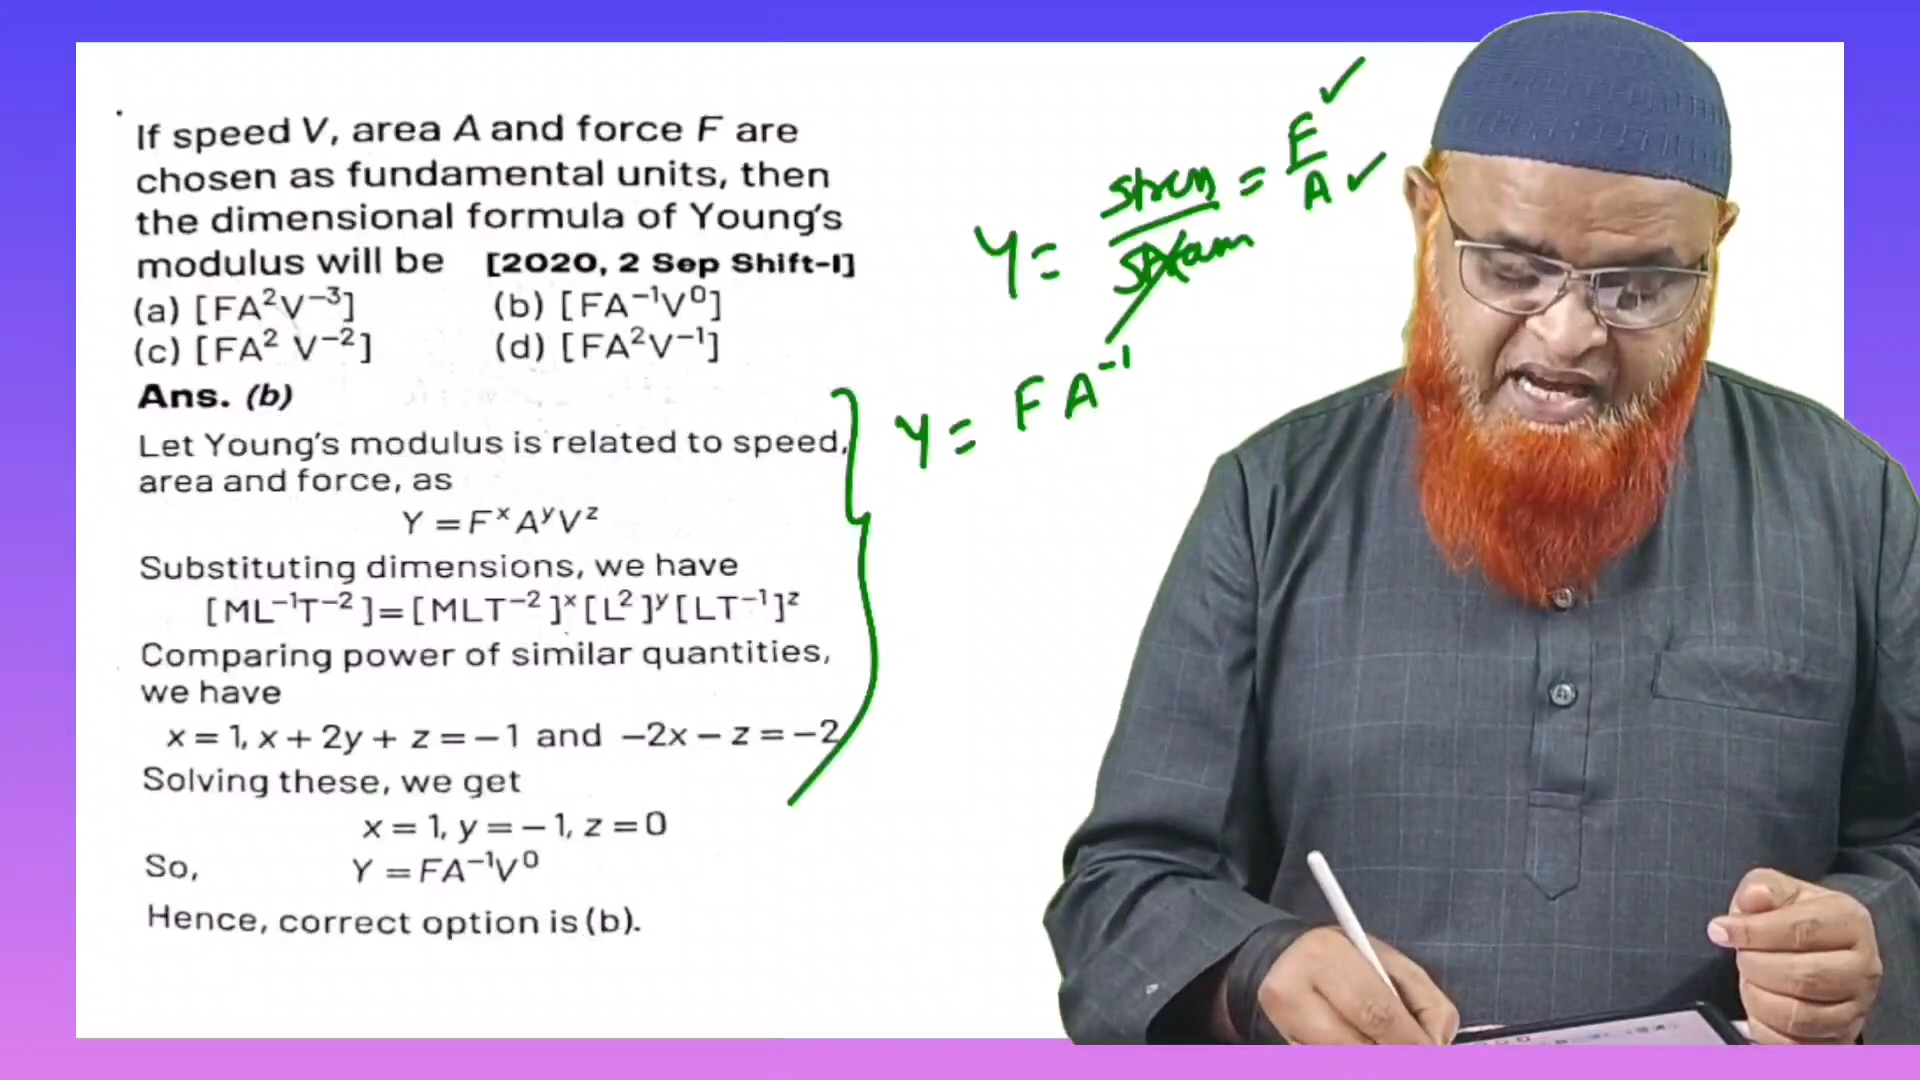 If speed V, area A and force F are
chosen as fundamental units, then
the dimensional formula of Young's
modulus will be [2020, 2 Sep Shift-I]
(a) [FA²V⁻³] (b) [FA⁻¹V⁰]
(c) [FA² V⁻²] (d) [FA²V⁻¹]
Ans. (b)
Let Young's modulus is related to speed,
area and force, as
Y = FˣAʸVᶻ
Substituting dimensions, we have
[ML⁻¹T⁻²]=[MLT⁻²]ˣ[L²]ʸ[LT⁻¹]ᶻ
Comparing power of similar quantities,
we have
x = 1, x + 2y + z = −1 and −2x − z = −2
Solving these, we get
x = 1, y = − 1, z = 0
So, Y = FA⁻¹V⁰
Hence, correct option is (b).
Y = stress/strain = F/A
Y = F A⁻¹